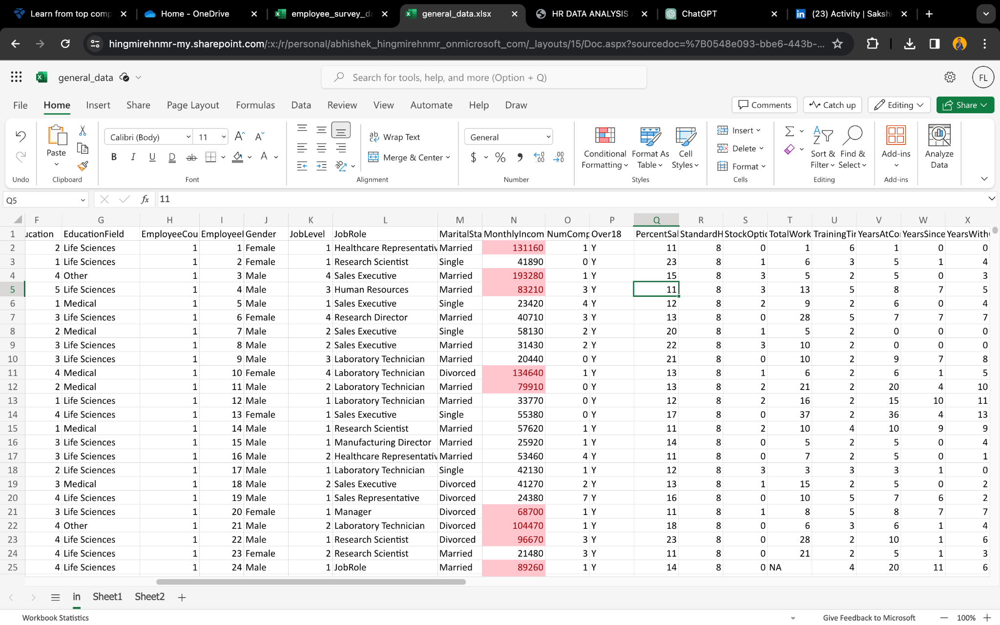 Learn from top comp
Home - OneDrive
employee_survey_da
general_data.xlsx
HR DATA ANALYSIS
ChatGPT
(23) Activity | Sakshi
hingmirehnmr-my.sharepoint.com/:x:/r/personal/abhishek_hingmirehnmr_onmicrosoft_com/_layouts/15/Doc.aspx?sourcedoc=%7B0548e093-bbe6-443b-...
general_data
Search for tools, help, and more (Option + Q)
FL
File Home Insert Share Page Layout Formulas Data Review View Automate Help Draw
Comments Catch up Editing Share
Calibri (Body) 11 Wrap Text General Insert
Paste Merge & Center Conditional Formatting Format As Table Cell Styles Delete Sort & Filter Find & Select Add-ins Analyze Data
Format
Undo Clipboard Font Alignment Number Styles Cells Editing Add-ins
Q5 fx 11
F G H I J K L M N O P Q R S T U V W X
1 ucation EducationField EmployeeCou EmployeeI Gender JobLevel JobRole MaritalSta MonthlyIncom NumComp Over18 PercentSal StandardH StockOptic TotalWork TrainingTir YearsAtCo YearsSince YearsWith
2 2 Life Sciences 1 1 Female 1 Healthcare Representativ Married 131160 1 Y 11 8 0 1 6 1 0 0
3 1 Life Sciences 1 2 Female 1 Research Scientist Single 41890 0 Y 23 8 1 6 3 5 1 4
4 4 Other 1 3 Male 4 Sales Executive Married 193280 1 Y 15 8 3 5 2 5 0 3
5 5 Life Sciences 1 4 Male 3 Human Resources Married 83210 3 Y 11 8 3 13 5 8 7 5
6 1 Medical 1 5 Male 1 Sales Executive Single 23420 4 Y 12 8 2 9 2 6 0 4
7 3 Life Sciences 1 6 Female 4 Research Director Married 40710 3 Y 13 8 0 28 5 7 7 7
8 2 Medical 1 7 Male 2 Sales Executive Single 58130 2 Y 20 8 1 5 2 0 0 0
9 3 Life Sciences 1 8 Male 2 Sales Executive Married 31430 2 Y 22 8 3 10 2 0 0 0
10 3 Life Sciences 1 9 Male 3 Laboratory Technician Married 20440 0 Y 21 8 0 10 2 9 7 8
11 4 Medical 1 10 Female 4 Laboratory Technician Divorced 134640 1 Y 13 8 1 6 2 6 1 5
12 2 Medical 1 11 Male 2 Laboratory Technician Married 79910 0 Y 13 8 2 21 2 20 4 10
13 1 Life Sciences 1 12 Male 1 Laboratory Technician Married 33770 0 Y 12 8 2 16 2 15 10 11
14 4 Life Sciences 1 13 Female 1 Sales Executive Single 55380 0 Y 17 8 0 37 2 36 4 13
15 1 Medical 1 14 Male 1 Research Scientist Married 57620 1 Y 11 8 2 10 4 10 9 9
16 3 Life Sciences 1 15 Male 1 Manufacturing Director Married 25920 1 Y 14 8 0 5 2 5 0 4
17 3 Life Sciences 1 16 Male 2 Healthcare Representativ Married 53460 4 Y 11 8 0 7 2 5 0 1
18 2 Life Sciences 1 17 Male 1 Laboratory Technician Single 42130 1 Y 12 8 3 3 3 3 1 0
19 3 Medical 1 18 Male 2 Sales Executive Divorced 41270 2 Y 13 8 1 15 2 5 0 2
20 4 Life Sciences 1 19 Male 1 Sales Representative Divorced 24380 7 Y 16 8 0 10 5 7 6 2
21 3 Life Sciences 1 20 Female 1 Manager Divorced 68700 1 Y 11 8 1 8 5 8 7 7
22 4 Other 1 21 Male 2 Laboratory Technician Divorced 104470 1 Y 18 8 0 6 3 6 1 4
23 4 Life Sciences 1 22 Male 1 Research Scientist Divorced 96670 3 Y 23 8 0 28 2 10 1 6
24 4 Life Sciences 1 23 Female 2 Research Scientist Married 21480 3 Y 11 8 0 21 2 5 1 3
25 4 Life Sciences 1 24 Male 1 JobRole Married 89260 1 Y 14 8 0 NA 4 20 11 6
in Sheet1 Sheet2
Workbook Statistics Give Feedback to Microsoft 100%